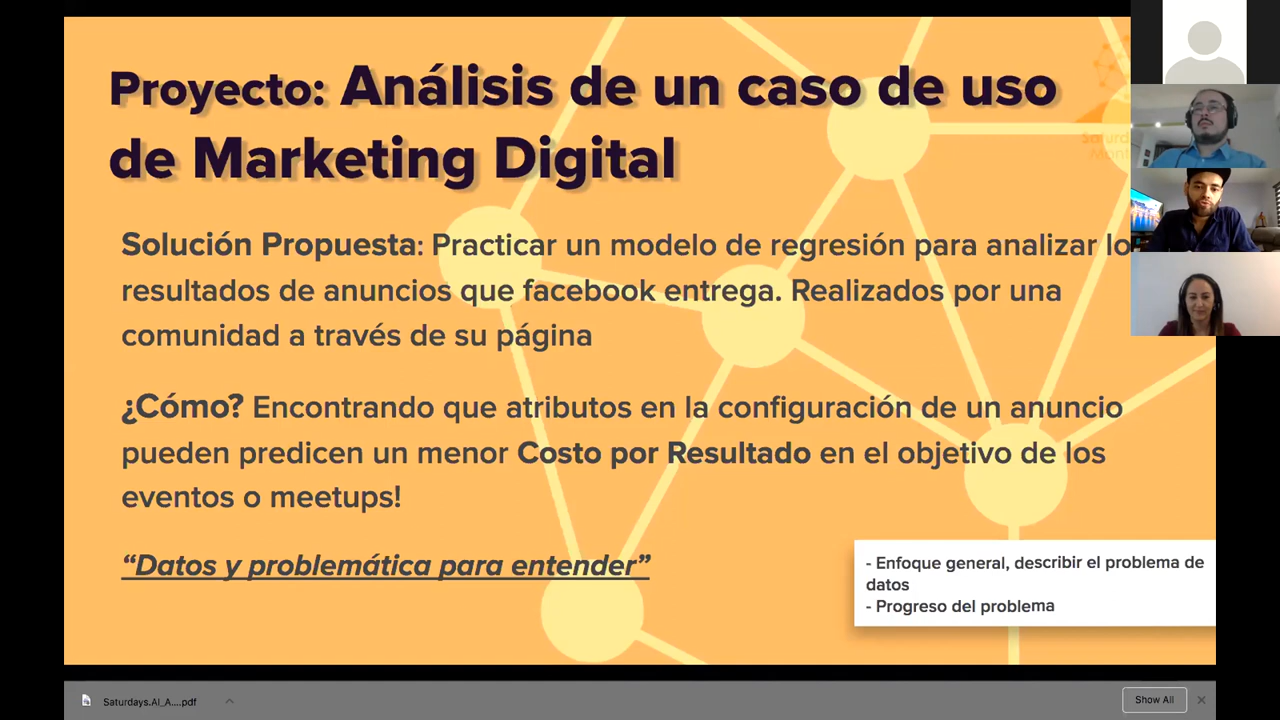 Proyecto: Análisis de un caso de uso
de Marketing Digital
Solución Propuesta: Practicar un modelo de regresión para analizar lo
resultados de anuncios que facebook entrega. Realizados por una
comunidad a través de su página
¿Cómo? Encontrando que atributos en la configuración de un anuncio
pueden predicen un menor Costo por Resultado en el objetivo de los
eventos o meetups!
“Datos y problemática para entender”
- Enfoque general, describir el problema de
datos
- Progreso del problema
Saturdays.AI_A....pdf
Show All